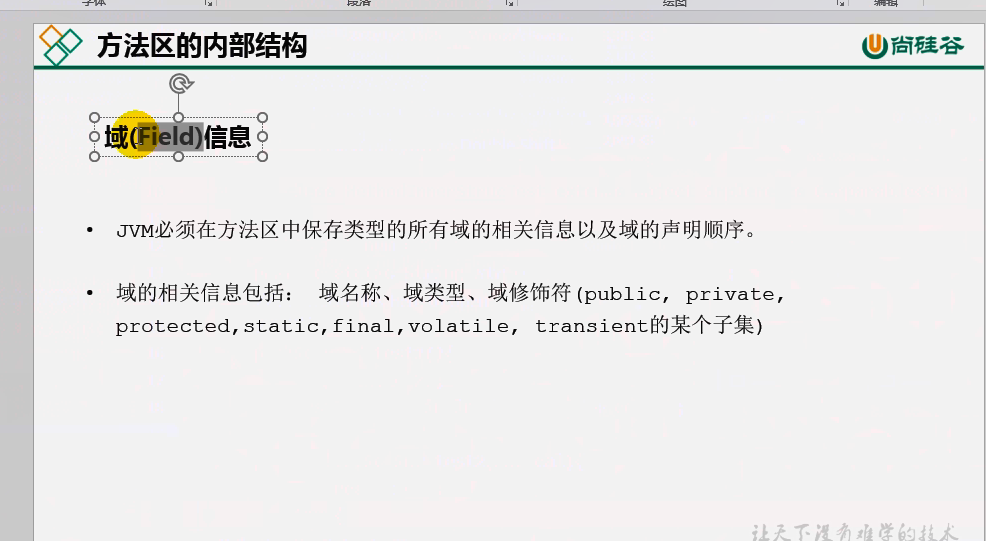 字体
段落
绘图
编辑
方法区的内部结构
尚硅谷
域(Field)信息
• JVM必须在方法区中保存类型的所有域的相关信息以及域的声明顺序。
• 域的相关信息包括： 域名称、域类型、域修饰符(public, private,
protected,static,final,volatile, transient的某个子集)
让天下没有难学的技术